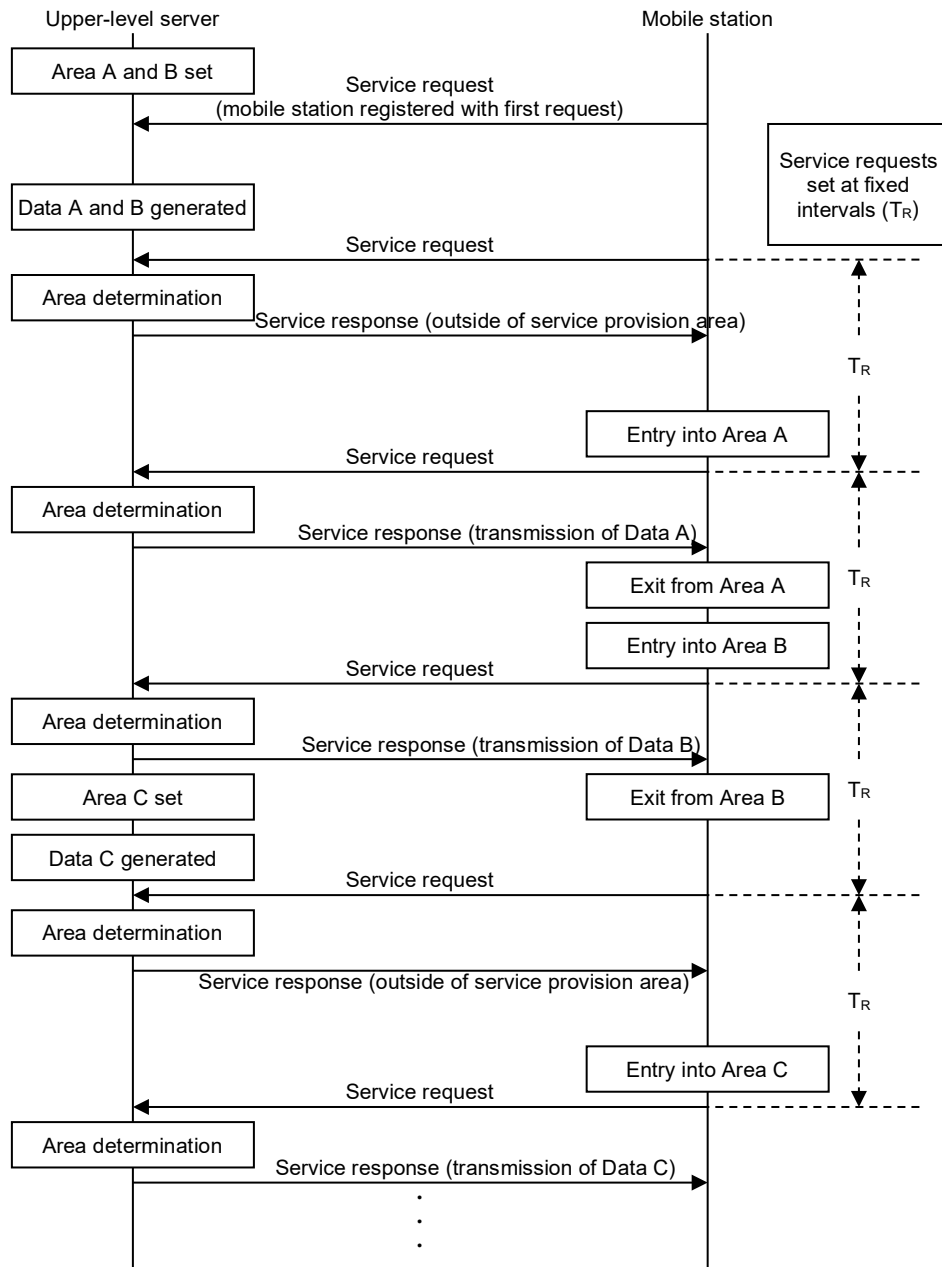 Upper-level server
Mobile station
Area A and B set
Service request
(mobile station registered with first request)
Service requests
set at fixed
intervals (TR)
Data A and B generated
Service request
Area determination
Service response (outside of service provision area)
TR
Entry into Area A
Service request
Area determination
Service response (transmission of Data A)
Exit from Area A
TR
Entry into Area B
Service request
Area determination
Service response (transmission of Data B)
Area C set
Exit from Area B
TR
Data C generated
Service request
Area determination
Service response (outside of service provision area)
TR
Entry into Area C
Service request
Area determination
Service response (transmission of Data C)
.
.
.